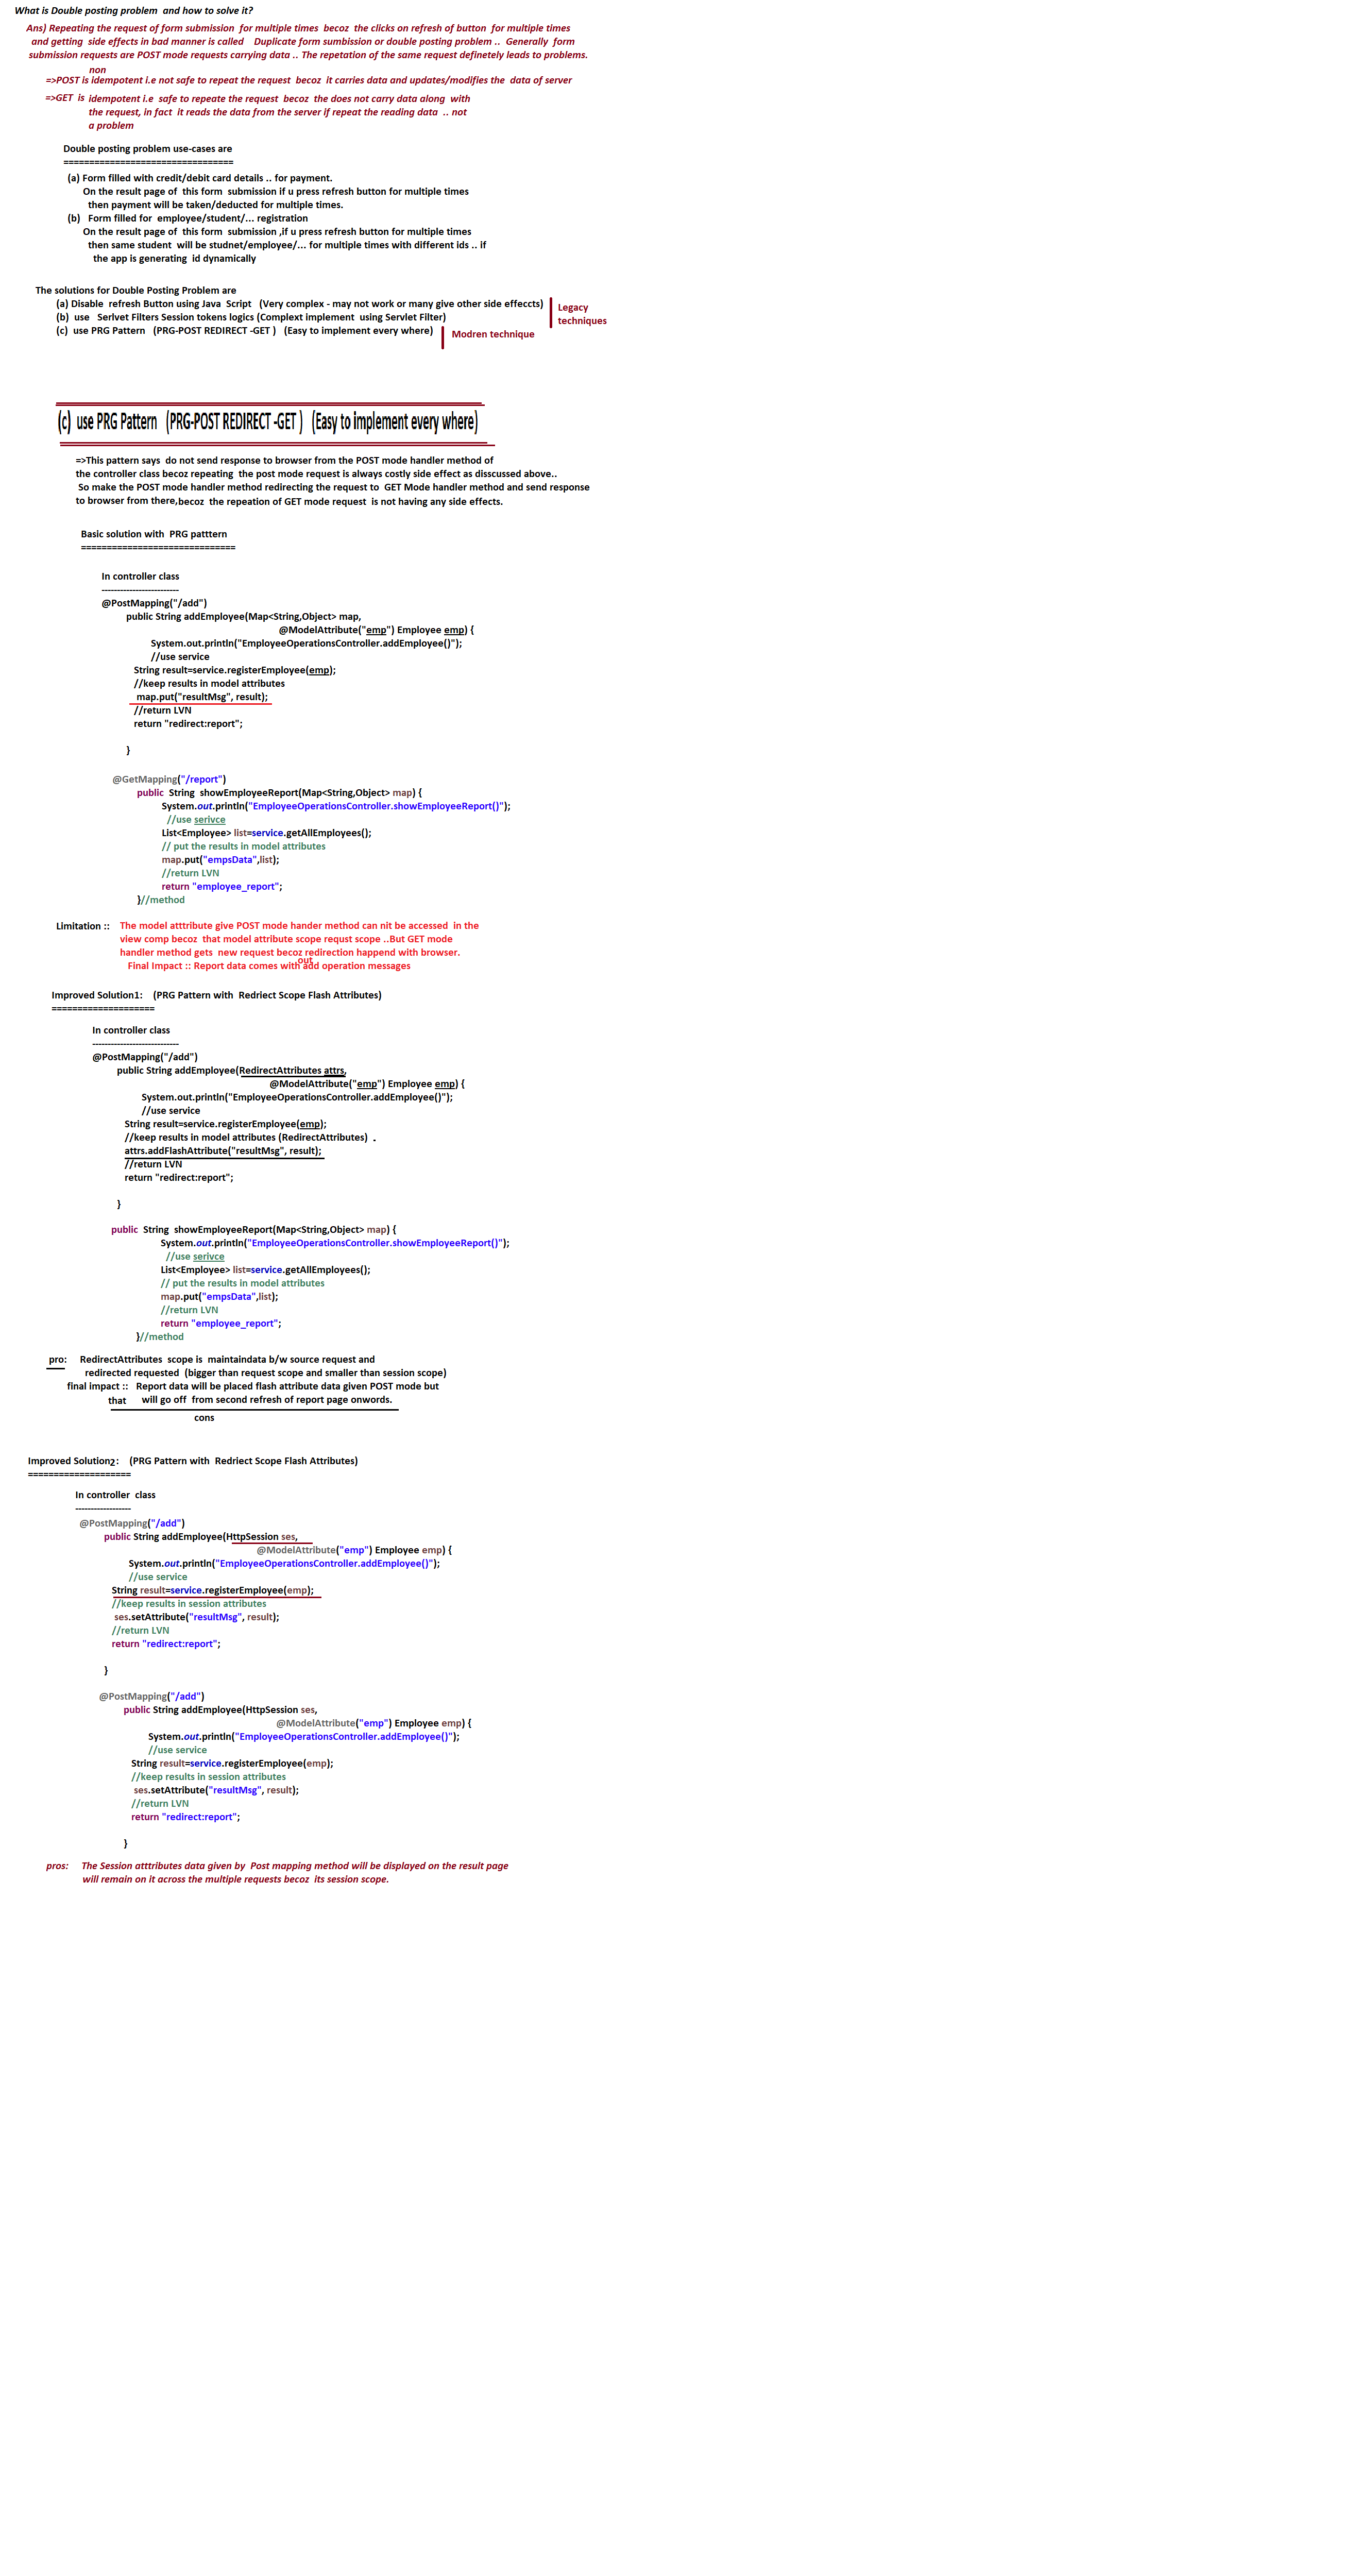 What is Double posting problem  and how to solve it?
Ans) Repeating the request of form submission  for multiple times  becoz  the clicks on refresh of button  for multiple times
and getting  side effects in bad manner is called    Duplicate form sumbission or double posting problem ..  Generally  form
submission requests are POST mode requests carrying data .. The repetation of the same request definetely leads to problems.
non
=>POST is idempotent i.e not safe to repeat the request  becoz  it carries data and updates/modifies the  data of server
=>GET  is idempotent i.e  safe to repeate the request  becoz  the does not carry data along  with
the request, in fact  it reads the data from the server if repeat the reading data  .. not
a problem
Double posting problem use-cases are
=================================
(a) Form filled with credit/debit card details .. for payment.
On the result page of  this form  submission if u press refresh button for multiple times
then payment will be taken/deducted for multiple times.
(b)   Form filled for  employee/student/... registration
On the result page of  this form  submission ,if u press refresh button for multiple times
then same student  will be studnet/employee/... for multiple times with different ids .. if
the app is generating  id dynamically
The solutions for Double Posting Problem are
(a) Disable  refresh Button using Java  Script   (Very complex - may not work or many give other side effeccts)
Legacy
techniques
(b)  use   Serlvet Filters Session tokens logics (Complext implement  using Servlet Filter)
(c)  use PRG Pattern   (PRG-POST REDIRECT -GET )   (Easy to implement every where)
Modren technique
(c)  use PRG Pattern   (PRG-POST REDIRECT -GET )   (Easy to implement every where)
=>This pattern says  do not send response to browser from the POST mode handler method of
the controller class becoz repeating  the post mode request is always costly side effect as disscussed above..
So make the POST mode handler method redirecting the request to  GET Mode handler method and send response
to browser from there,becoz  the repeation of GET mode request  is not having any side effects.
Basic solution with  PRG patttern
==============================
In controller class
-------------------------
@PostMapping("/add")
public String addEmployee(Map<String,Object> map,
@ModelAttribute("emp") Employee emp) {
System.out.println("EmployeeOperationsController.addEmployee()");
//use service
String result=service.registerEmployee(emp);
//keep results in model attributes
map.put("resultMsg", result);
//return LVN
return "redirect:report";
}
@GetMapping("/report")
public  String  showEmployeeReport(Map<String,Object> map) {
System.out.println("EmployeeOperationsController.showEmployeeReport()");
//use serivce
List<Employee> list=service.getAllEmployees();
// put the results in model attributes
map.put("empsData",list);
//return LVN
return "employee_report";
}//method
Limitation ::    The model atttribute give POST mode hander method can nit be accessed  in the
view comp becoz  that model attribute scope requst scope ..But GET mode
handler method gets  new request becoz redirection happend with browser.
out
Final Impact :: Report data comes with add operation messages
Improved Solution1:    (PRG Pattern with  Redriect Scope Flash Attributes)
====================
In controller class
----------------------------
@PostMapping("/add")
public String addEmployee(RedirectAttributes attrs,
@ModelAttribute("emp") Employee emp) {
System.out.println("EmployeeOperationsController.addEmployee()");
//use service
String result=service.registerEmployee(emp);
//keep results in model attributes (RedirectAttributes)  .
attrs.addFlashAttribute("resultMsg", result);
//return LVN
return "redirect:report";
}
public  String  showEmployeeReport(Map<String,Object> map) {
System.out.println("EmployeeOperationsController.showEmployeeReport()");
//use serivce
List<Employee> list=service.getAllEmployees();
// put the results in model attributes
map.put("empsData",list);
//return LVN
return "employee_report";
}//method
pro:     RedirectAttributes  scope is  maintaindata b/w source request and
redirected requested  (bigger than request scope and smaller than session scope)
final impact ::   Report data will be placed flash attribute data given POST mode but
that      will go off  from second refresh of report page onwords.
cons
Improved Solution2:    (PRG Pattern with  Redriect Scope Flash Attributes)
====================
In controller  class
------------------
@PostMapping("/add")
public String addEmployee(HttpSession ses,
@ModelAttribute("emp") Employee emp) {
System.out.println("EmployeeOperationsController.addEmployee()");
//use service
String result=service.registerEmployee(emp);
//keep results in session attributes
ses.setAttribute("resultMsg", result);
//return LVN
return "redirect:report";
}
@PostMapping("/add")
public String addEmployee(HttpSession ses,
@ModelAttribute("emp") Employee emp) {
System.out.println("EmployeeOperationsController.addEmployee()");
//use service
String result=service.registerEmployee(emp);
//keep results in session attributes
ses.setAttribute("resultMsg", result);
//return LVN
return "redirect:report";
}
pros:     The Session atttributes data given by  Post mapping method will be displayed on the result page
will remain on it across the multiple requests becoz  its session scope.